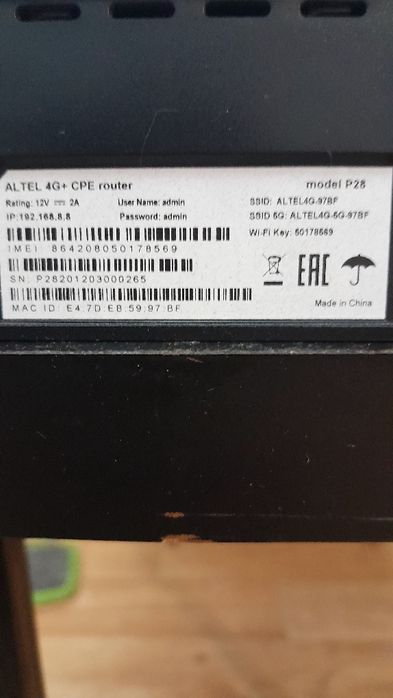 ALTEL 4G+ CPE router model P28
Rating: 12V ⎓ 2A User Name: admin SSID: ALTEL4G-97BF
IP:192.168.8.8 Password: admin SSID 5G: ALTEL4G-5G-97BF
Wi-Fi Key: 50178569
IMEI: 864208050178569
SN: P28201203000265
EAC
MAC ID: E4:7D:EB:59:97:BF
Made in China